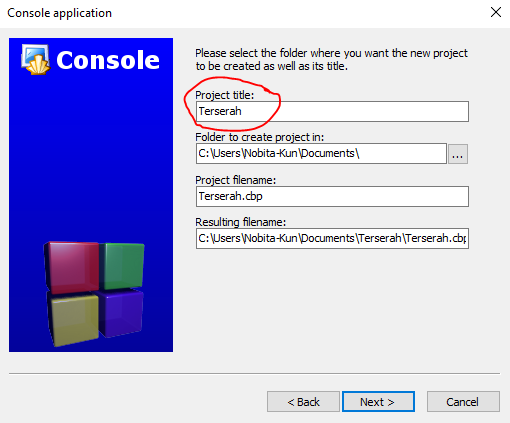 Console application
Console
Please select the folder where you want the new project
to be created as well as its title.
Project title:
Terserah
Folder to create project in:
C:\Users\Nobita-Kun\Documents\
...
Project filename:
Terserah.cbp
Resulting filename:
C:\Users\Nobita-Kun\Documents\Terserah\Terserah.cbp
< Back
Next >
Cancel